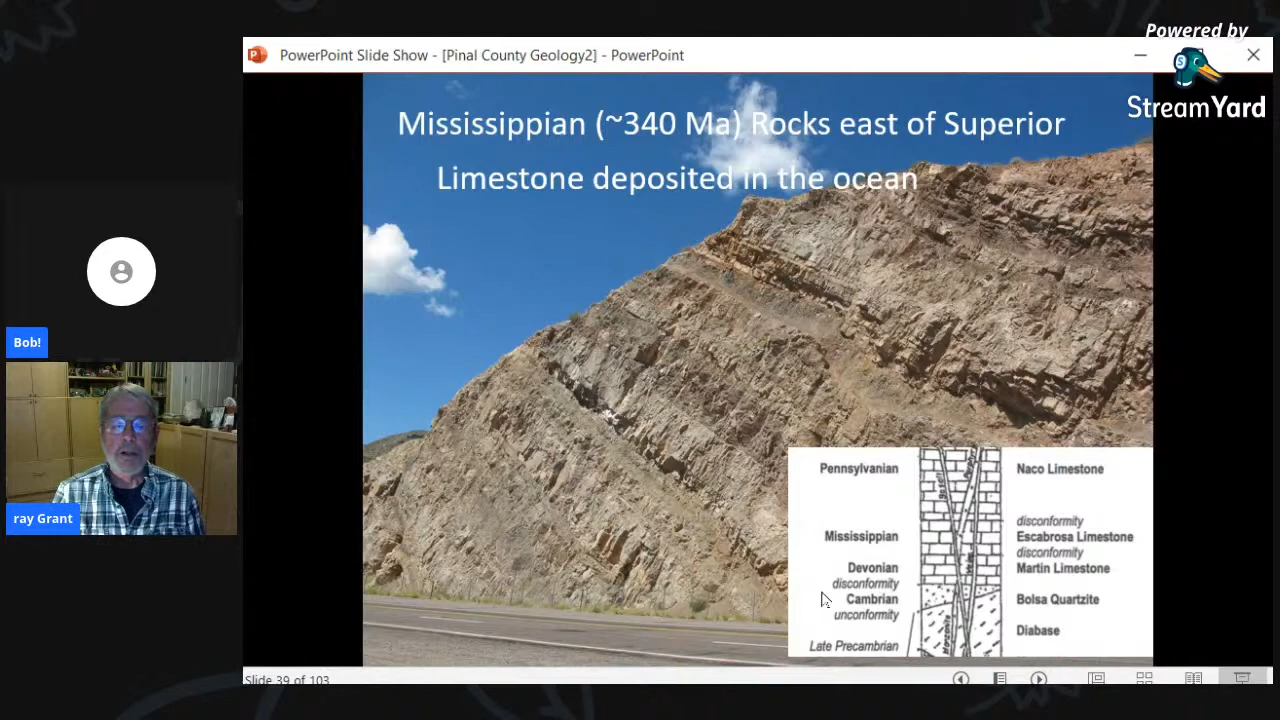 Powered by
StreamYard
PowerPoint Slide Show - [Pinal County Geology2] - PowerPoint
Mississippian (~340 Ma) Rocks east of Superior
Limestone deposited in the ocean
Bob!
ray Grant
Pennsylvanian
Naco Limestone
disconformity
Mississippian
Escabrosa Limestone
disconformity
Devonian
Martin Limestone
disconformity
Cambrian
Bolsa Quartzite
unconformity
Diabase
Late Precambrian
Slide 39 of 103